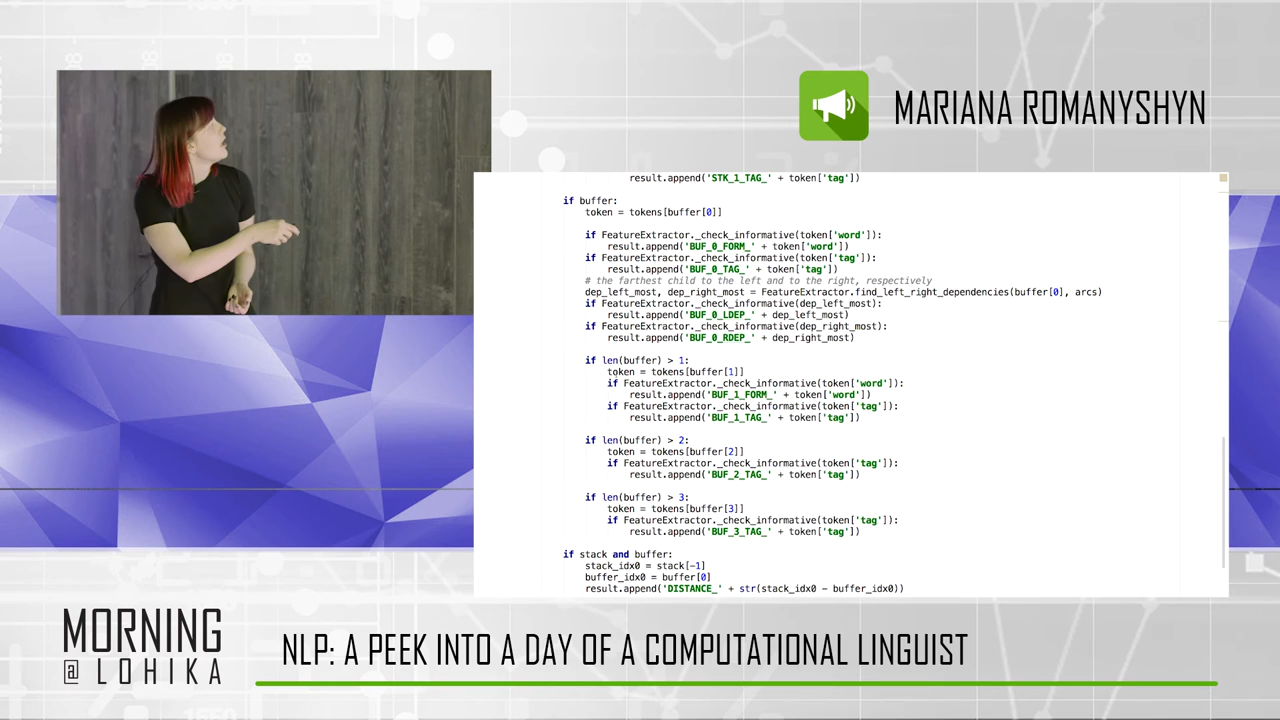 MARIANA ROMANYSHYN
result.append('STK_1_TAG_' + token['tag'])
if buffer:
token = tokens[buffer[0]]
if FeatureExtractor._check_informative(token['word']):
result.append('BUF_0_FORM_' + token['word'])
if FeatureExtractor._check_informative(token['tag']):
result.append('BUF_0_TAG_' + token['tag'])
# the farthest child to the left and to the right, respectively
dep_left_most, dep_right_most = FeatureExtractor.find_left_right_dependencies(buffer[0], arcs)
if FeatureExtractor._check_informative(dep_left_most):
result.append('BUF_0_LDEP_' + dep_left_most)
if FeatureExtractor._check_informative(dep_right_most):
result.append('BUF_0_RDEP_' + dep_right_most)
if len(buffer) > 1:
token = tokens[buffer[1]]
if FeatureExtractor._check_informative(token['word']):
result.append('BUF_1_FORM_' + token['word'])
if FeatureExtractor._check_informative(token['tag']):
result.append('BUF_1_TAG_' + token['tag'])
if len(buffer) > 2:
token = tokens[buffer[2]]
if FeatureExtractor._check_informative(token['tag']):
result.append('BUF_2_TAG_' + token['tag'])
if len(buffer) > 3:
token = tokens[buffer[3]]
if FeatureExtractor._check_informative(token['tag']):
result.append('BUF_3_TAG_' + token['tag'])
if stack and buffer:
stack_idx0 = stack[-1]
buffer_idx0 = buffer[0]
result.append('DISTANCE_' + str(stack_idx0 - buffer_idx0))
MORNING
@ LOHIKA
NLP: A PEEK INTO A DAY OF A COMPUTATIONAL LINGUIST